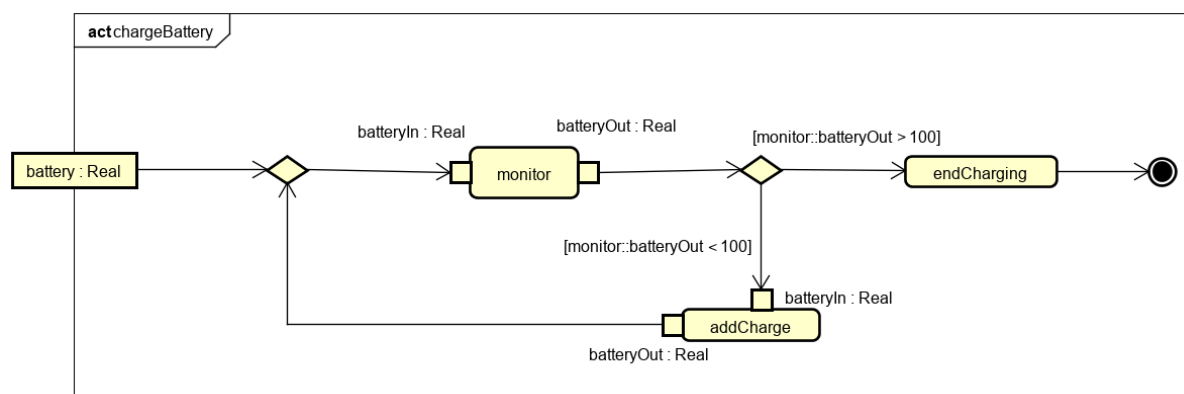 act chargeBattery
batteryIn : Real
batteryOut : Real
[monitor::batteryOut > 100]
battery : Real
monitor
endCharging
[monitor::batteryOut < 100]
batteryIn : Real
addCharge
batteryOut : Real